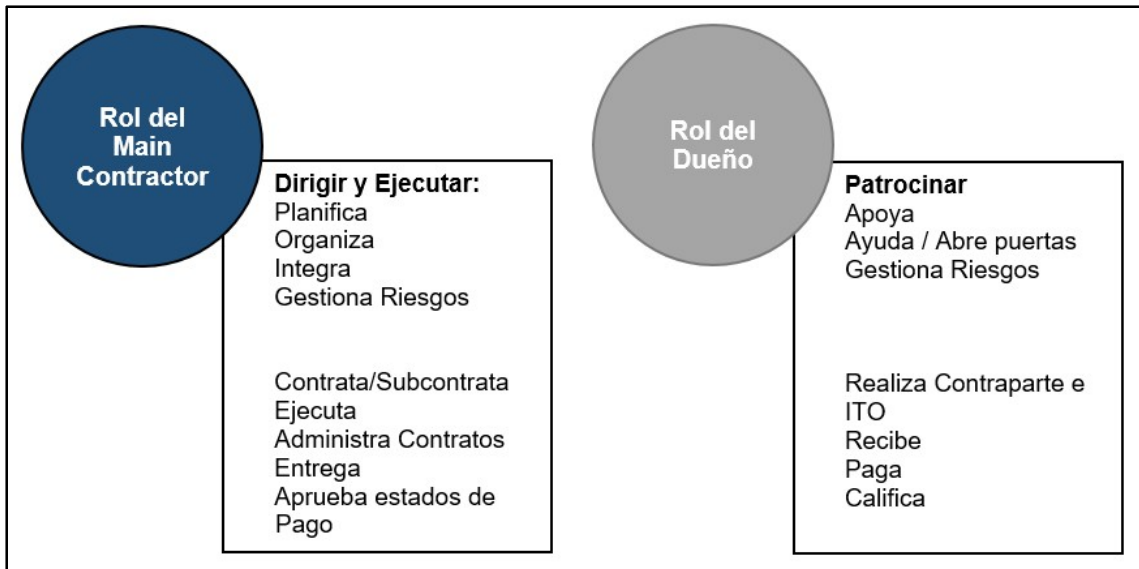 Rol del
Main
Contractor
Dirigir y Ejecutar:
Planifica
Organiza
Integra
Gestiona Riesgos
Contrata/Subcontrata
Ejecuta
Administra Contratos
Entrega
Aprueba estados de
Pago
Rol del
Dueño
Patrocinar
Apoya
Ayuda / Abre puertas
Gestiona Riesgos
Realiza Contraparte e
ITO
Recibe
Paga
Califica